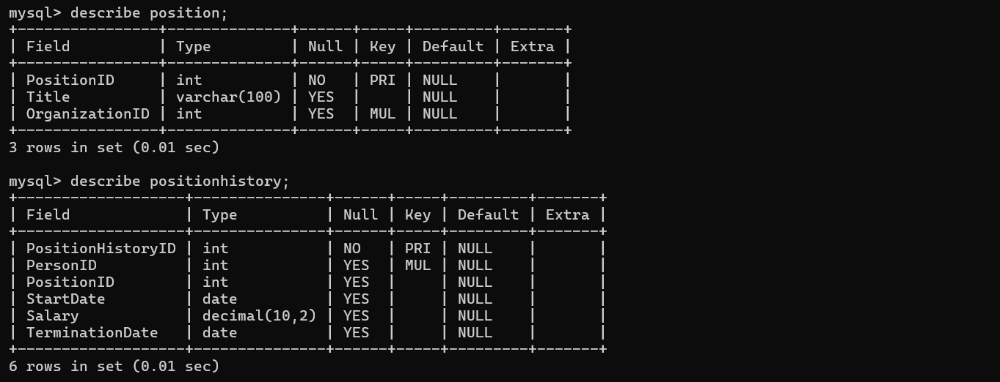 mysql> describe position;
+----------------+--------------+------+-----+---------+-------+
| Field          | Type         | Null | Key | Default | Extra |
+----------------+--------------+------+-----+---------+-------+
| PositionID     | int          | NO   | PRI | NULL    |       |
| Title          | varchar(100) | YES  |     | NULL    |       |
| OrganizationID | int          | YES  | MUL | NULL    |       |
+----------------+--------------+------+-----+---------+-------+
3 rows in set (0.01 sec)

mysql> describe positionhistory;
+-------------------+---------------+------+-----+---------+-------+
| Field             | Type          | Null | Key | Default | Extra |
+-------------------+---------------+------+-----+---------+-------+
| PositionHistoryID | int           | NO   | PRI | NULL    |       |
| PersonID          | int           | YES  | MUL | NULL    |       |
| PositionID        | int           | YES  |     | NULL    |       |
| StartDate         | date          | YES  |     | NULL    |       |
| Salary            | decimal(10,2) | YES  |     | NULL    |       |
| TerminationDate   | date          | YES  |     | NULL    |       |
+-------------------+---------------+------+-----+---------+-------+
6 rows in set (0.01 sec)